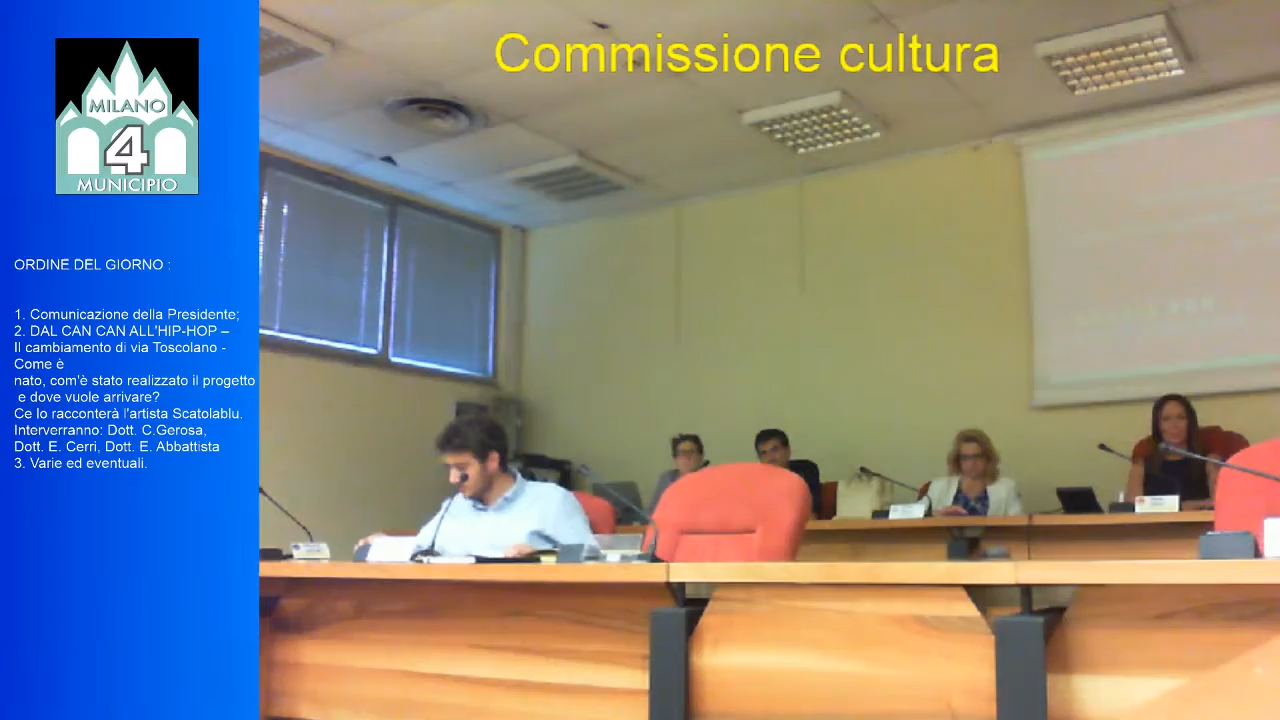 Commissione cultura
MILANO
4
MUNICIPIO
ORDINE DEL GIORNO :
1. Comunicazione della Presidente;
2. DAL CAN CAN ALL'HIP-HOP –
Il cambiamento di via Toscolano -
Come è
nato, com'è stato realizzato il progetto
e dove vuole arrivare?
Ce lo racconterà l'artista Scatolablu.
Interverranno: Dott. C.Gerosa,
Dott. E. Cerri, Dott. E. Abbattista
3. Varie ed eventuali.